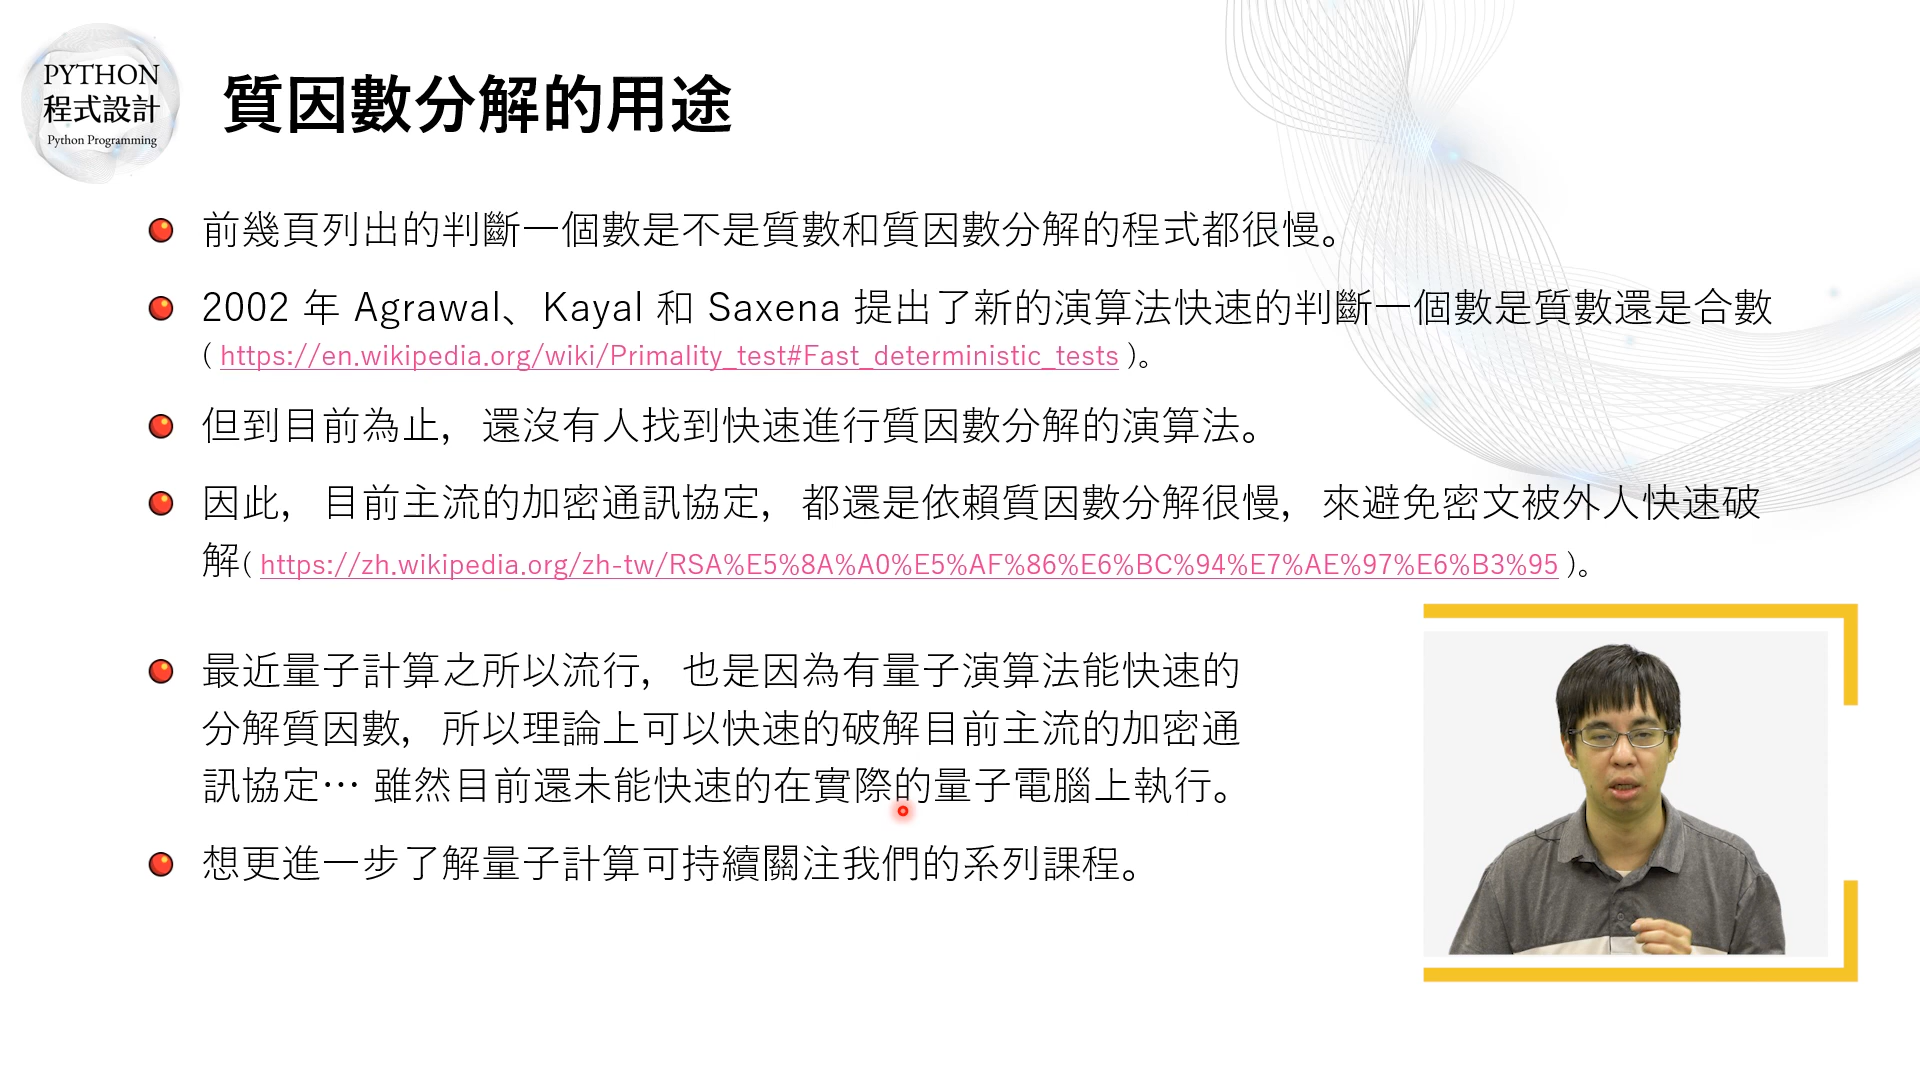 PYTHON
程式設計
Python Programming
質因數分解的用途
前幾頁列出的判斷一個數是不是質數和質因數分解的程式都很慢。
2002 年 Agrawal、Kayal 和 Saxena 提出了新的演算法快速的判斷一個數是質數還是合數
( https://en.wikipedia.org/wiki/Primality_test#Fast_deterministic_tests )。
但到目前為止，還沒有人找到快速進行質因數分解的演算法。
因此，目前主流的加密通訊協定，都還是依賴質因數分解很慢，來避免密文被外人快速破
解( https://zh.wikipedia.org/zh-tw/RSA%E5%8A%A0%E5%AF%86%E6%BC%94%E7%AE%97%E6%B3%95 )。
最近量子計算之所以流行，也是因為有量子演算法能快速的
分解質因數，所以理論上可以快速的破解目前主流的加密通
訊協定… 雖然目前還未能快速的在實際的量子電腦上執行。
想更進一步了解量子計算可持續關注我們的系列課程。